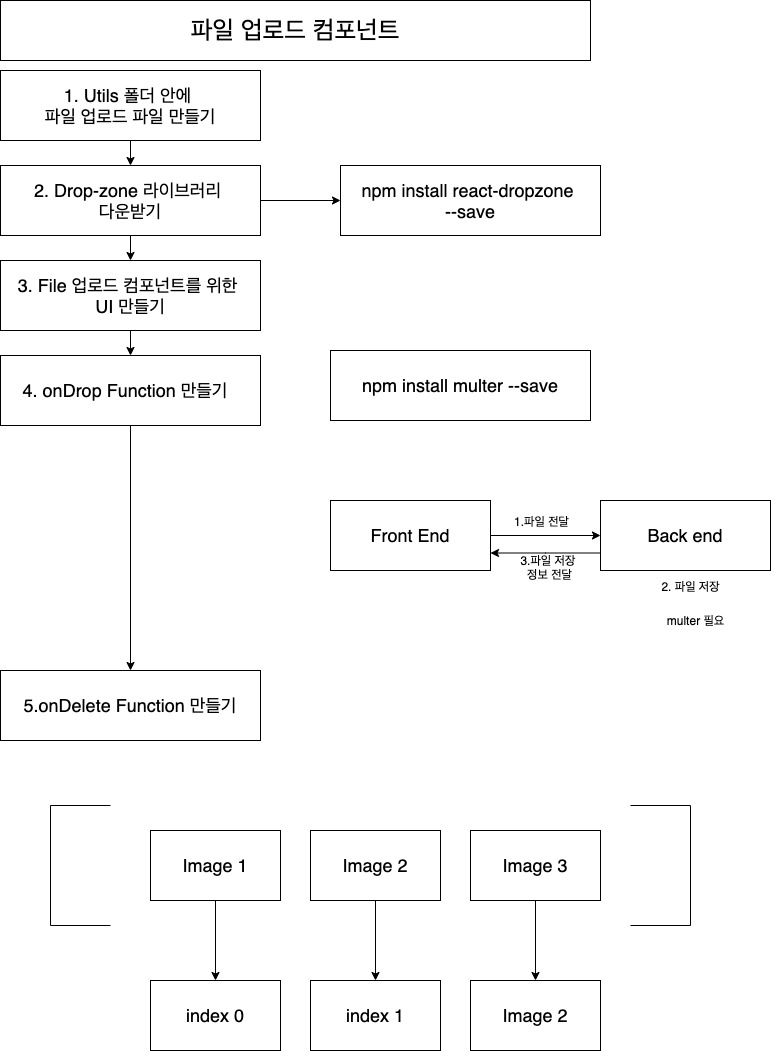 파일 업로드 컴포넌트
1. Utils 폴더 안에
파일 업로드 파일 만들기
2. Drop-zone 라이브러리
다운받기
npm install react-dropzone
--save
3. File 업로드 컴포넌트를 위한
UI 만들기
4. onDrop Function 만들기
npm install multer --save
Front End
1.파일 전달
Back end
3.파일 저장
정보 전달
2. 파일 저장
multer 필요
5.onDelete Function 만들기
Image 1
Image 2
Image 3
index 0
index 1
Image 2